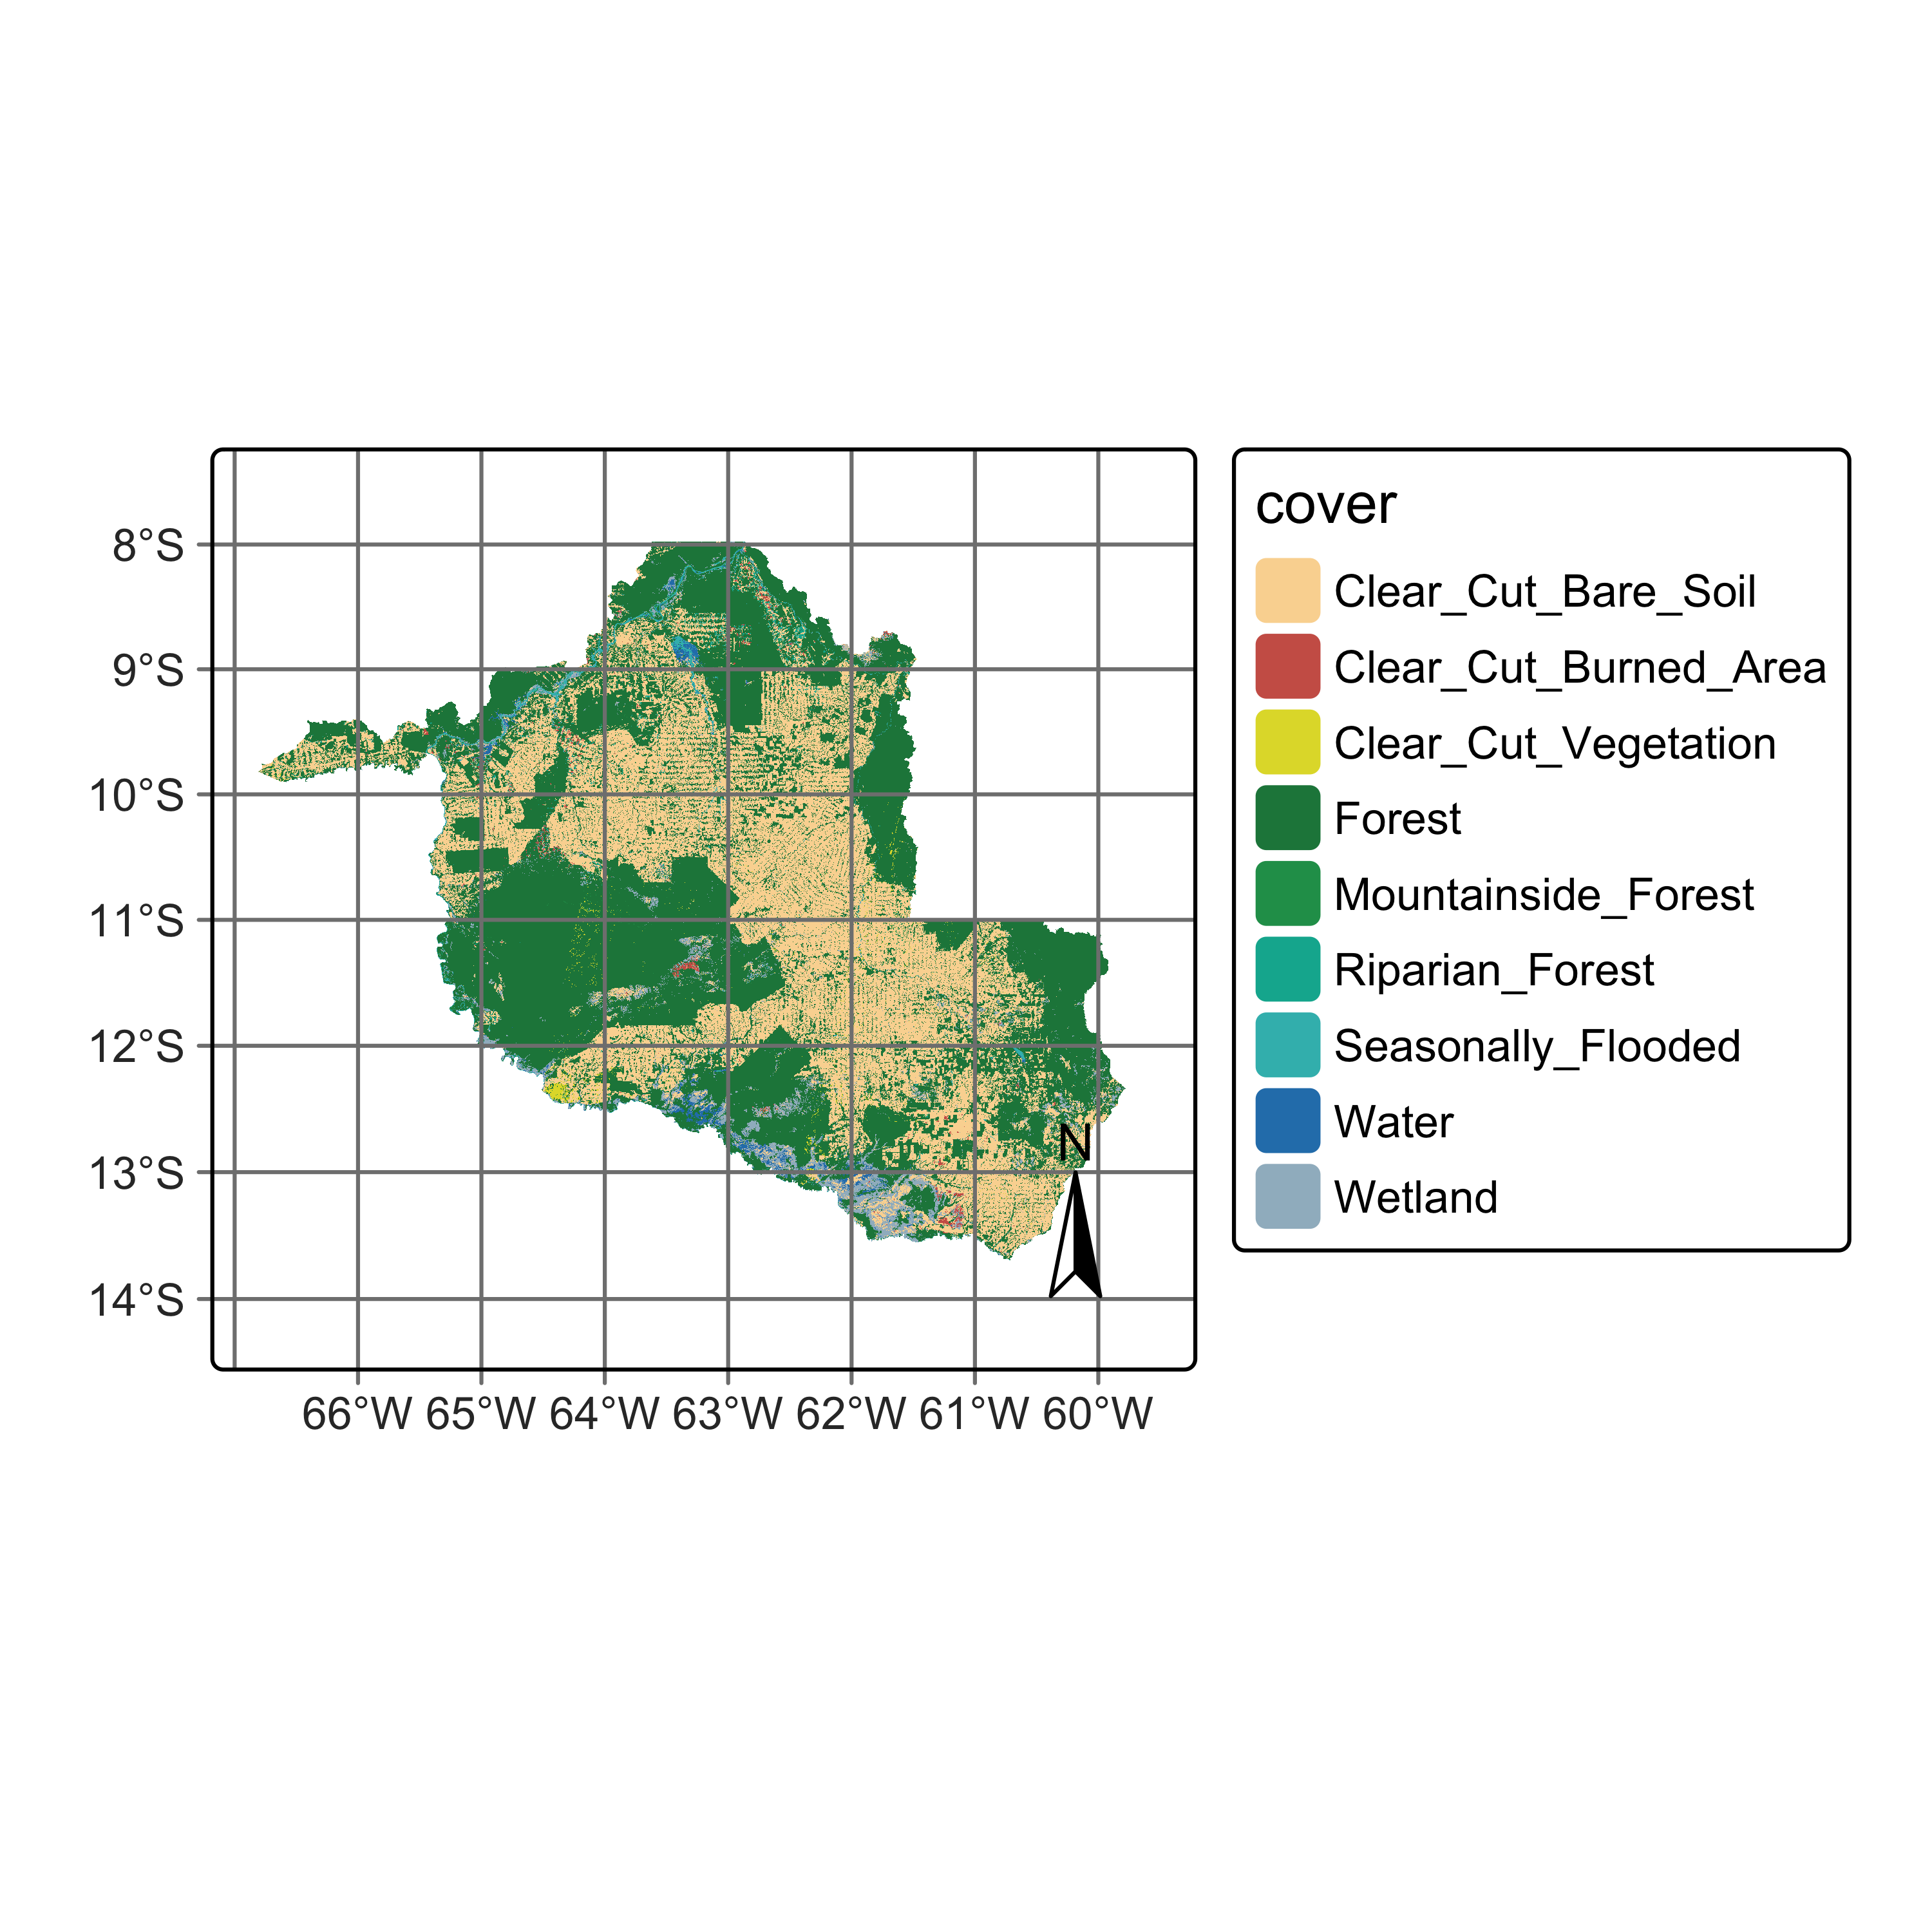 8°S
9°S
10°S
11°S
12°S
13°S
14°S
N
66°W 65°W 64°W 63°W 62°W 61°W 60°W
cover
Clear_Cut_Bare_Soil
Clear_Cut_Burned_Area
Clear_Cut_Vegetation
Forest
Mountainside_Forest
Riparian_Forest
Seasonally_Flooded
Water
Wetland